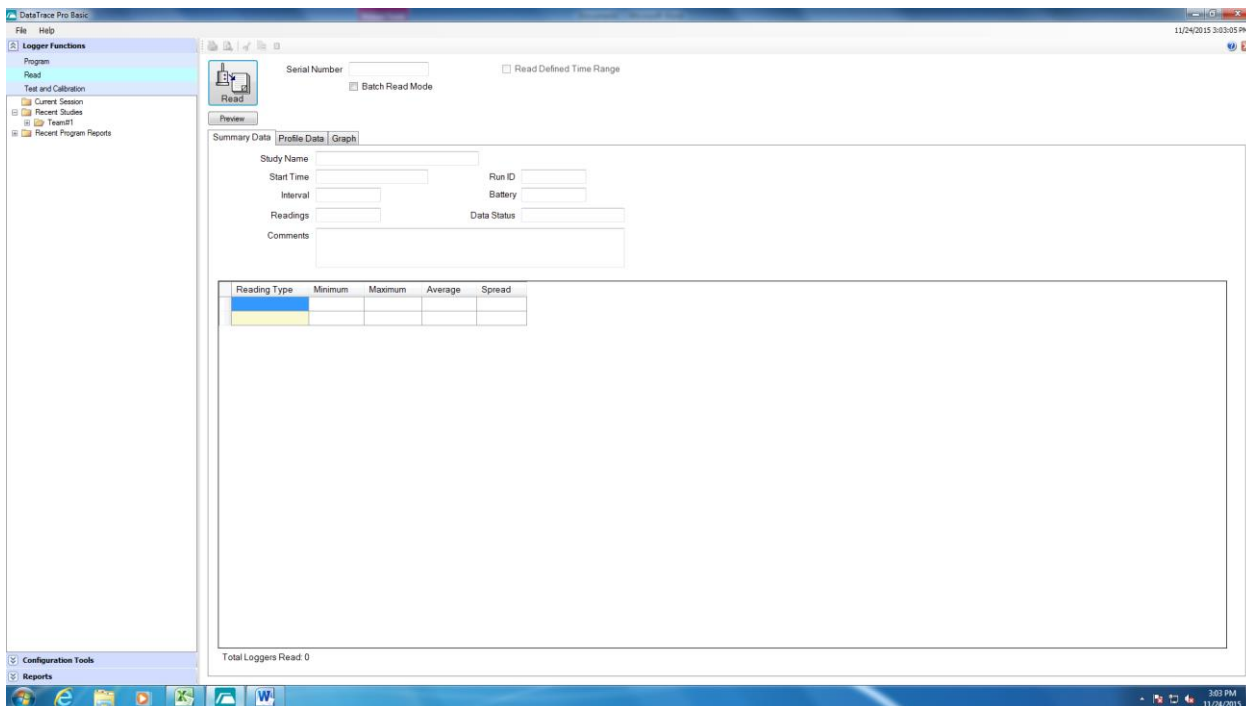 DataTrace Pro Basic
File Help
11/24/2015 3:03:05 PM
Logger Functions
Program
Read
Test and Calibration
Current Session
Recent Studies
Team#1
Recent Program Reports
Read
Serial Number
Read Defined Time Range
Batch Read Mode
Preview
Summary Data Profile Data Graph
Study Name
Start Time Run ID
Interval Battery
Readings Data Status
Comments
Reading Type Minimum Maximum Average Spread
Total Loggers Read: 0
Configuration Tools
Reports
3:03 PM
11/24/2015